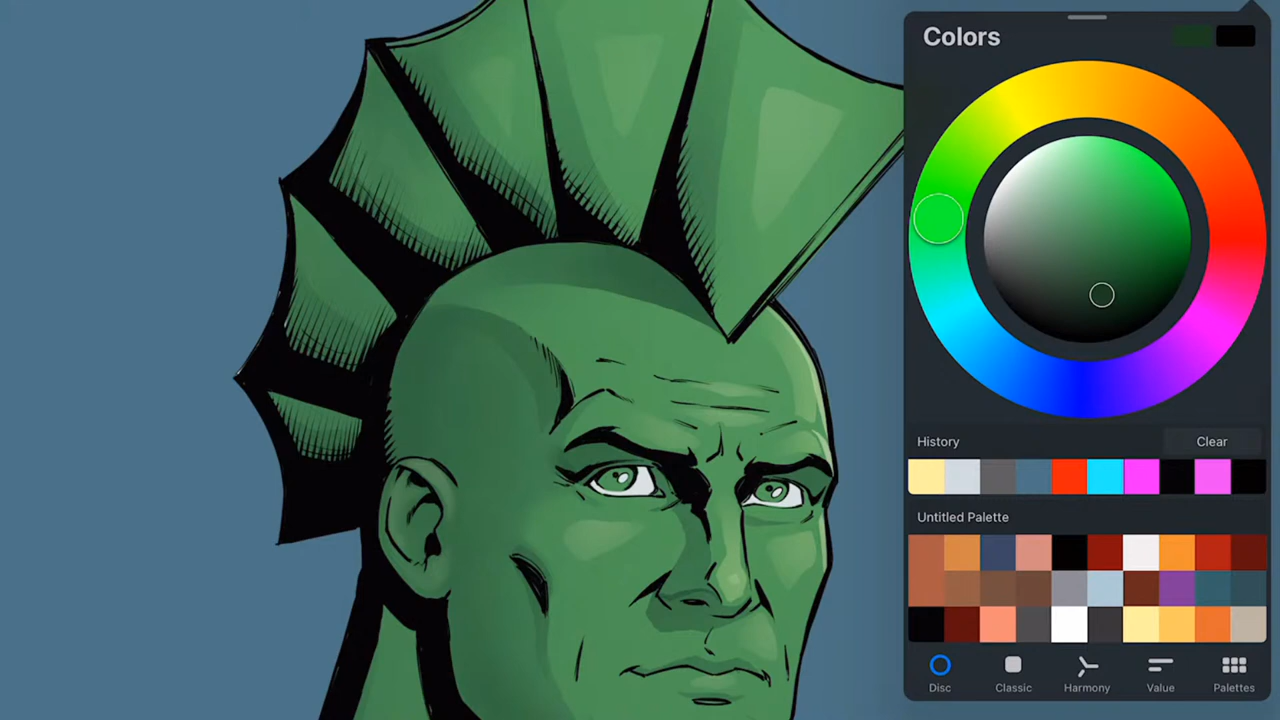 Colors
History
Clear
Untitled Palette
Disc
Classic
Harmony
Value
Palettes